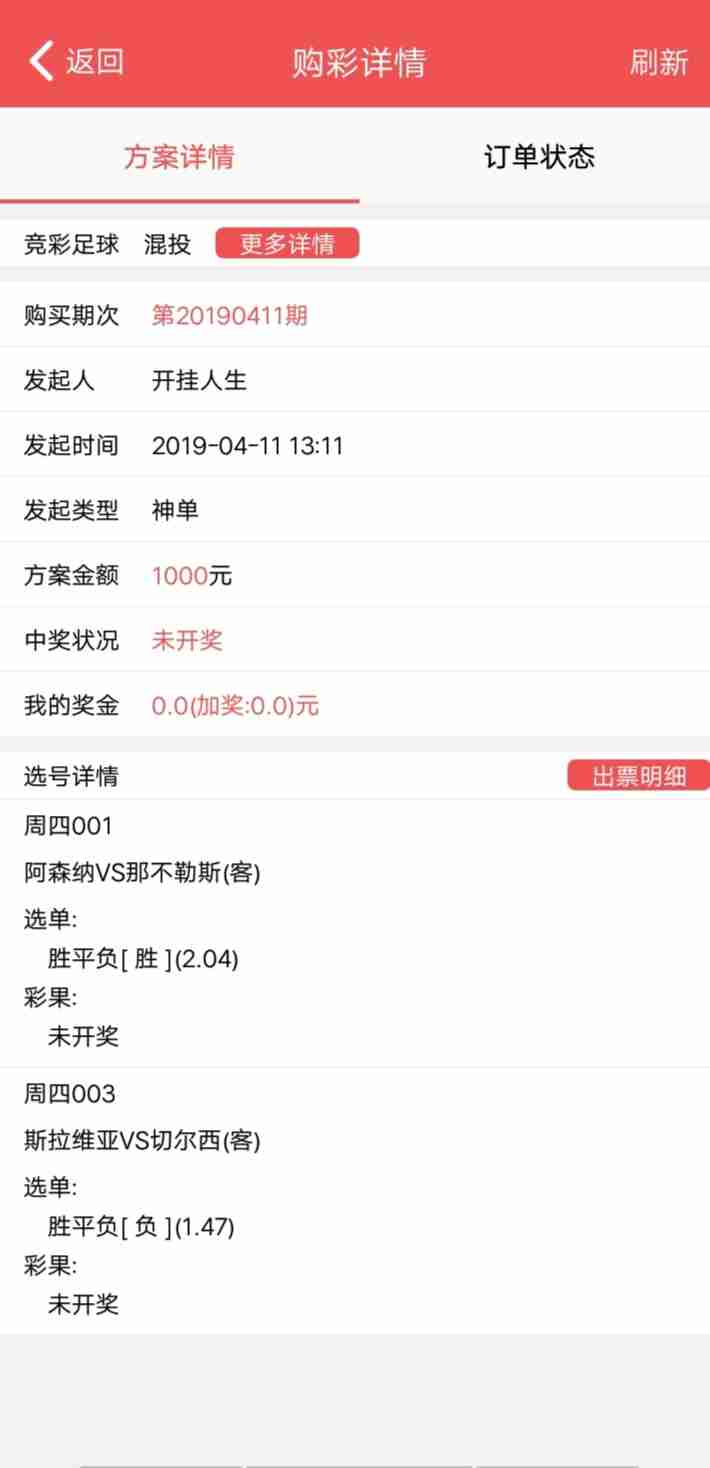 返回 购彩详情 刷新
方案详情 订单状态
竞彩足球 混投 更多详情
购买期次 第20190411期
发起人 开挂人生
发起时间 2019-04-11 13:11
发起类型 神单
方案金额 1000元
中奖状况 未开奖
我的奖金 0.0(加奖:0.0)元
选号详情 出票明细
周四001
阿森纳VS那不勒斯(客)
选单:
胜平负[ 胜 ](2.04)
彩果:
未开奖
周四003
斯拉维亚VS切尔西(客)
选单:
胜平负[ 负 ](1.47)
彩果:
未开奖